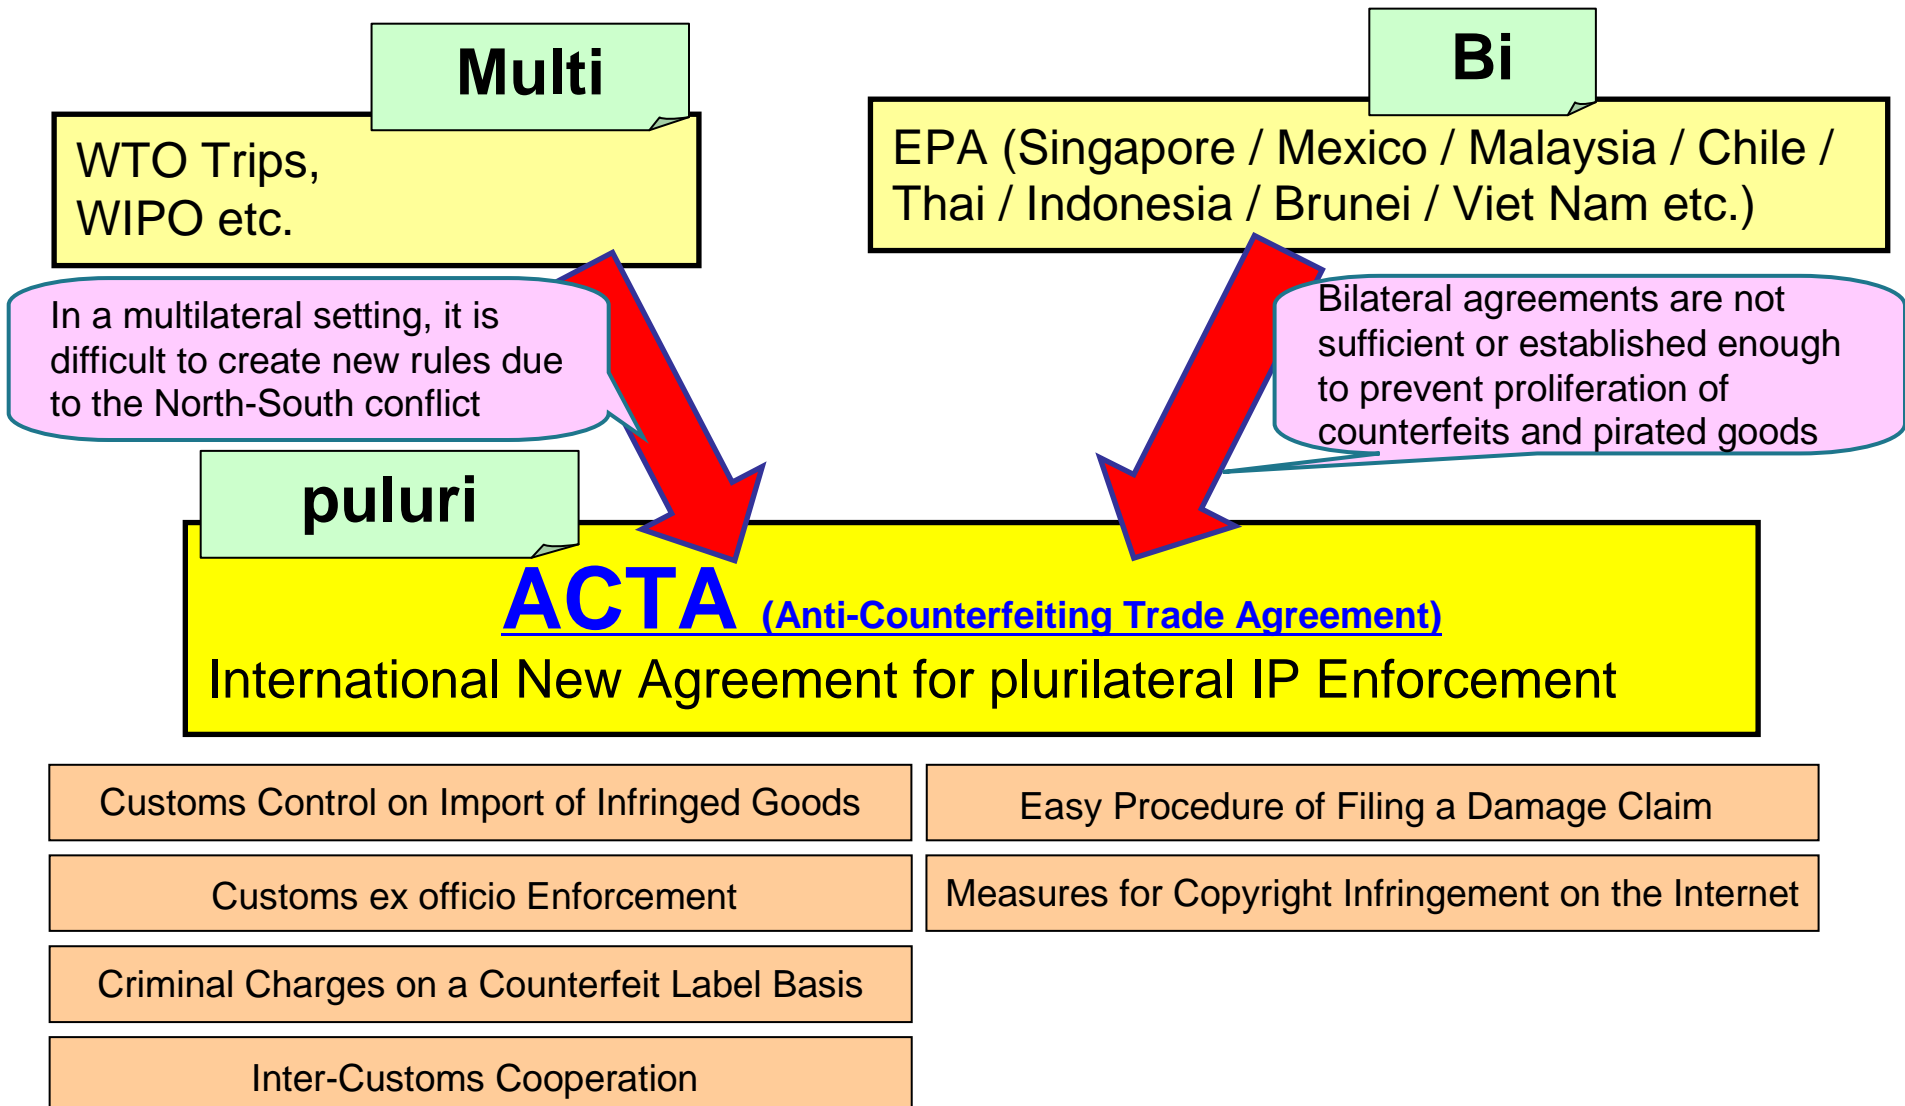 Multi
WTO Trips,
WIPO etc.
Bi
EPA (Singapore / Mexico / Malaysia / Chile /
Thai / Indonesia / Brunei / Viet Nam etc.)
In a multilateral setting, it is
difficult to create new rules due
to the North-South conflict
Bilateral agreements are not
sufficient or established enough
to prevent proliferation of
counterfeits and pirated goods
puluri
ACTA (Anti-Counterfeiting Trade Agreement)
International New Agreement for plurilateral IP Enforcement
Customs Control on Import of Infringed Goods
Customs ex officio Enforcement
Criminal Charges on a Counterfeit Label Basis
Inter-Customs Cooperation
Easy Procedure of Filing a Damage Claim
Measures for Copyright Infringement on the Internet